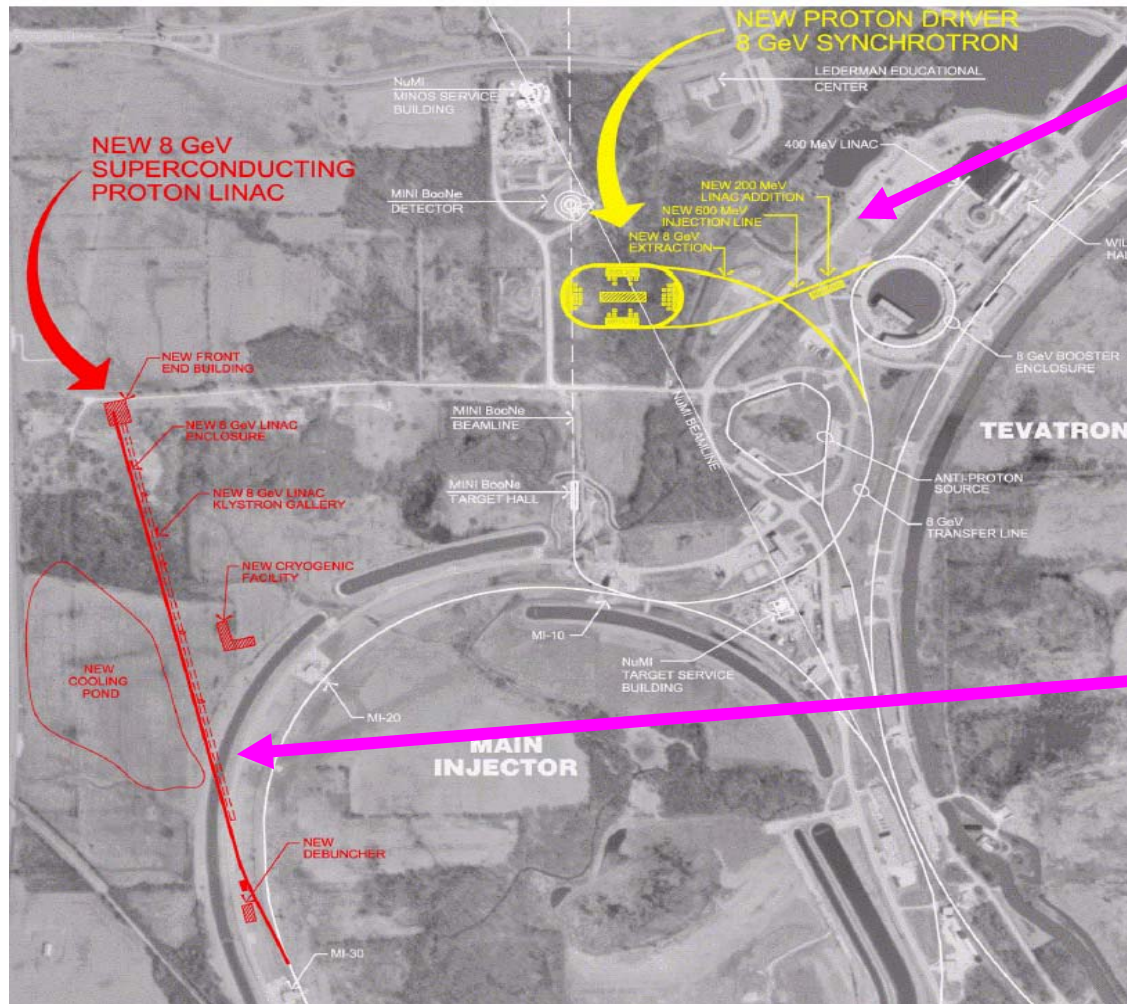 NEW PROTON DRIVER
8 GeV SYNCHROTRON
LEDERMAN EDUCATIONAL
CENTER
NuMI
MINOS SERVICE
BUILDING
NEW 8 GeV
SUPERCONDUCTING
PROTON LINAC
400 MeV LINAC
MINI BooNe
DETECTOR
NEW 200 MeV
LINAC ADDITION
NEW 600 MeV
INJECTION LINE
NEW 8 GeV
EXTRACTION
NEW FRONT
END BUILDING
8 GeV BOOSTER
ENCLOSURE
MINI BooNe
BEAMLINE
NuMI BEAMLINE
TEVATRON
NEW 8 GeV LINAC
ENCLOSURE
MINI BooNe
TARGET HALL
ANTI-PROTON
SOURCE
NEW 8 GeV LINAC
KLYSTRON GALLERY
8 GeV
TRANSFER LINE
NEW CRYOGENIC
FACILITY
MI-10
NEW
COOLING
POND
NuMI
TARGET SERVICE
BUILDING
MI-20
MAIN
INJECTOR
NEW
DEBUNCHER
MI-30